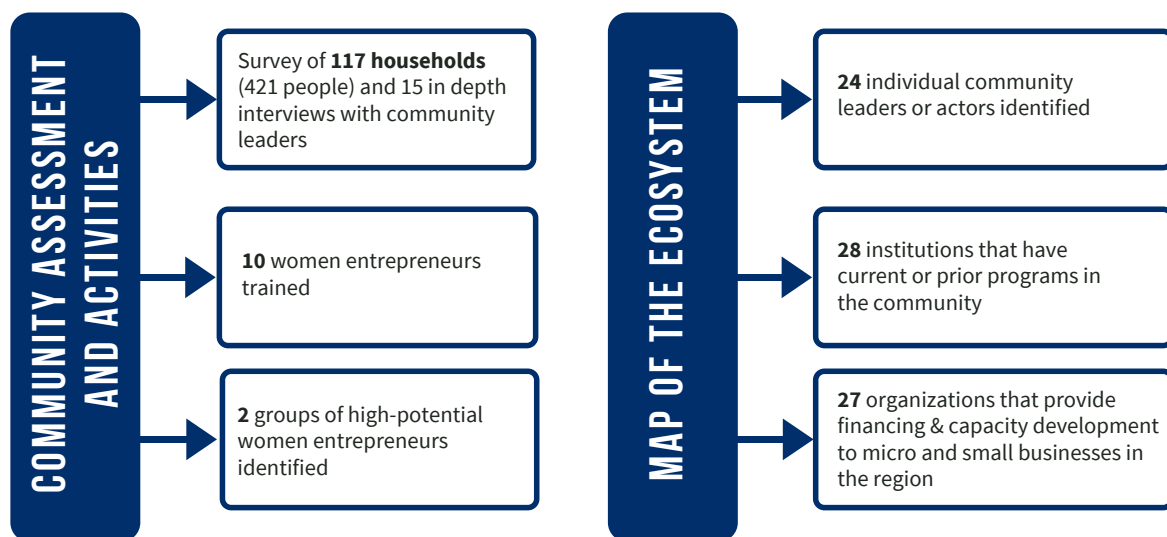 COMMUNITY ASSESSMENT
AND ACTIVITIES
Survey of 117 households
(421 people) and 15 in depth
interviews with community
leaders
10 women entrepreneurs
trained
2 groups of high-potential
women entrepreneurs
identified
MAP OF THE ECOSYSTEM
24 individual community
leaders or actors identified
28 institutions that have
current or prior programs in
the community
27 organizations that provide
financing & capacity development
to micro and small businesses in
the region